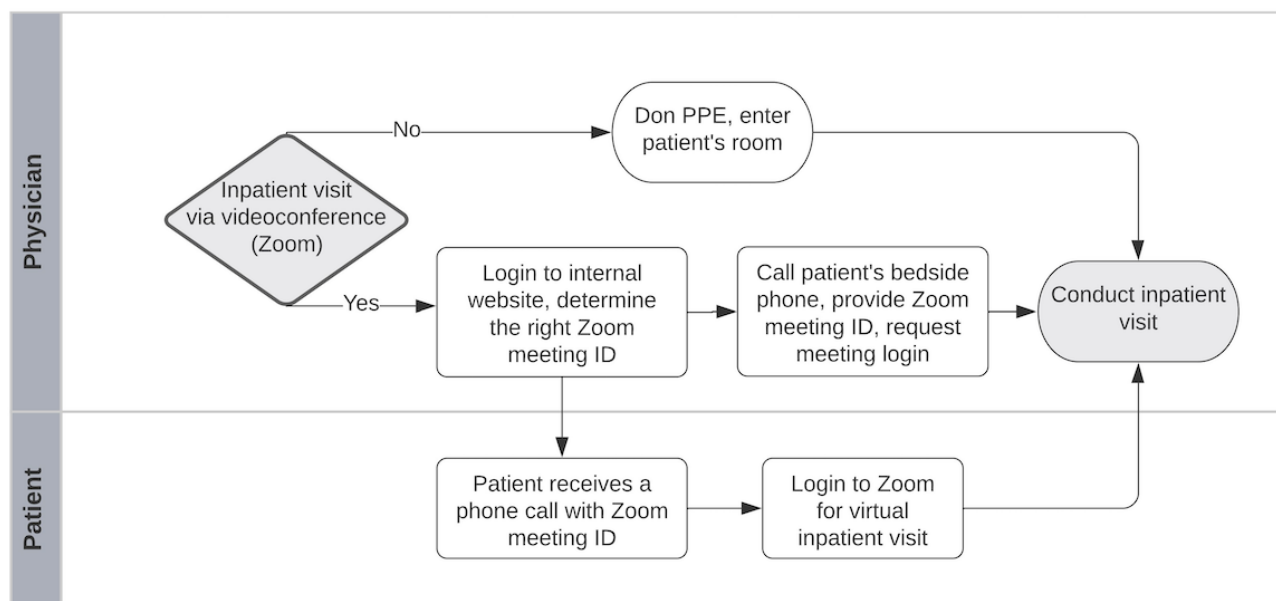 Physician
No
Don PPE, enter
patient's room
Inpatient visit
via videoconference
(Zoom)
Yes
Login to internal
website, determine
the right Zoom
meeting ID
Call patient's bedside
phone, provide Zoom
meeting ID, request
meeting login
Conduct inpatient
visit
Patient
Patient receives a
phone call with Zoom
meeting ID
Login to Zoom
for virtual
inpatient visit